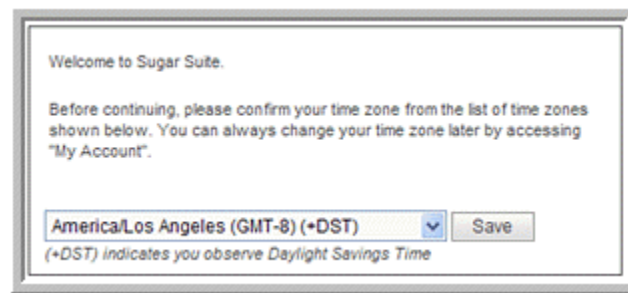 Welcome to Sugar Suite.
Before continuing, please confirm your time zone from the list of time zones
shown below. You can always change your time zone later by accessing
"My Account".
America/Los Angeles (GMT-8) (+DST)
Save
(+DST) indicates you observe Daylight Savings Time